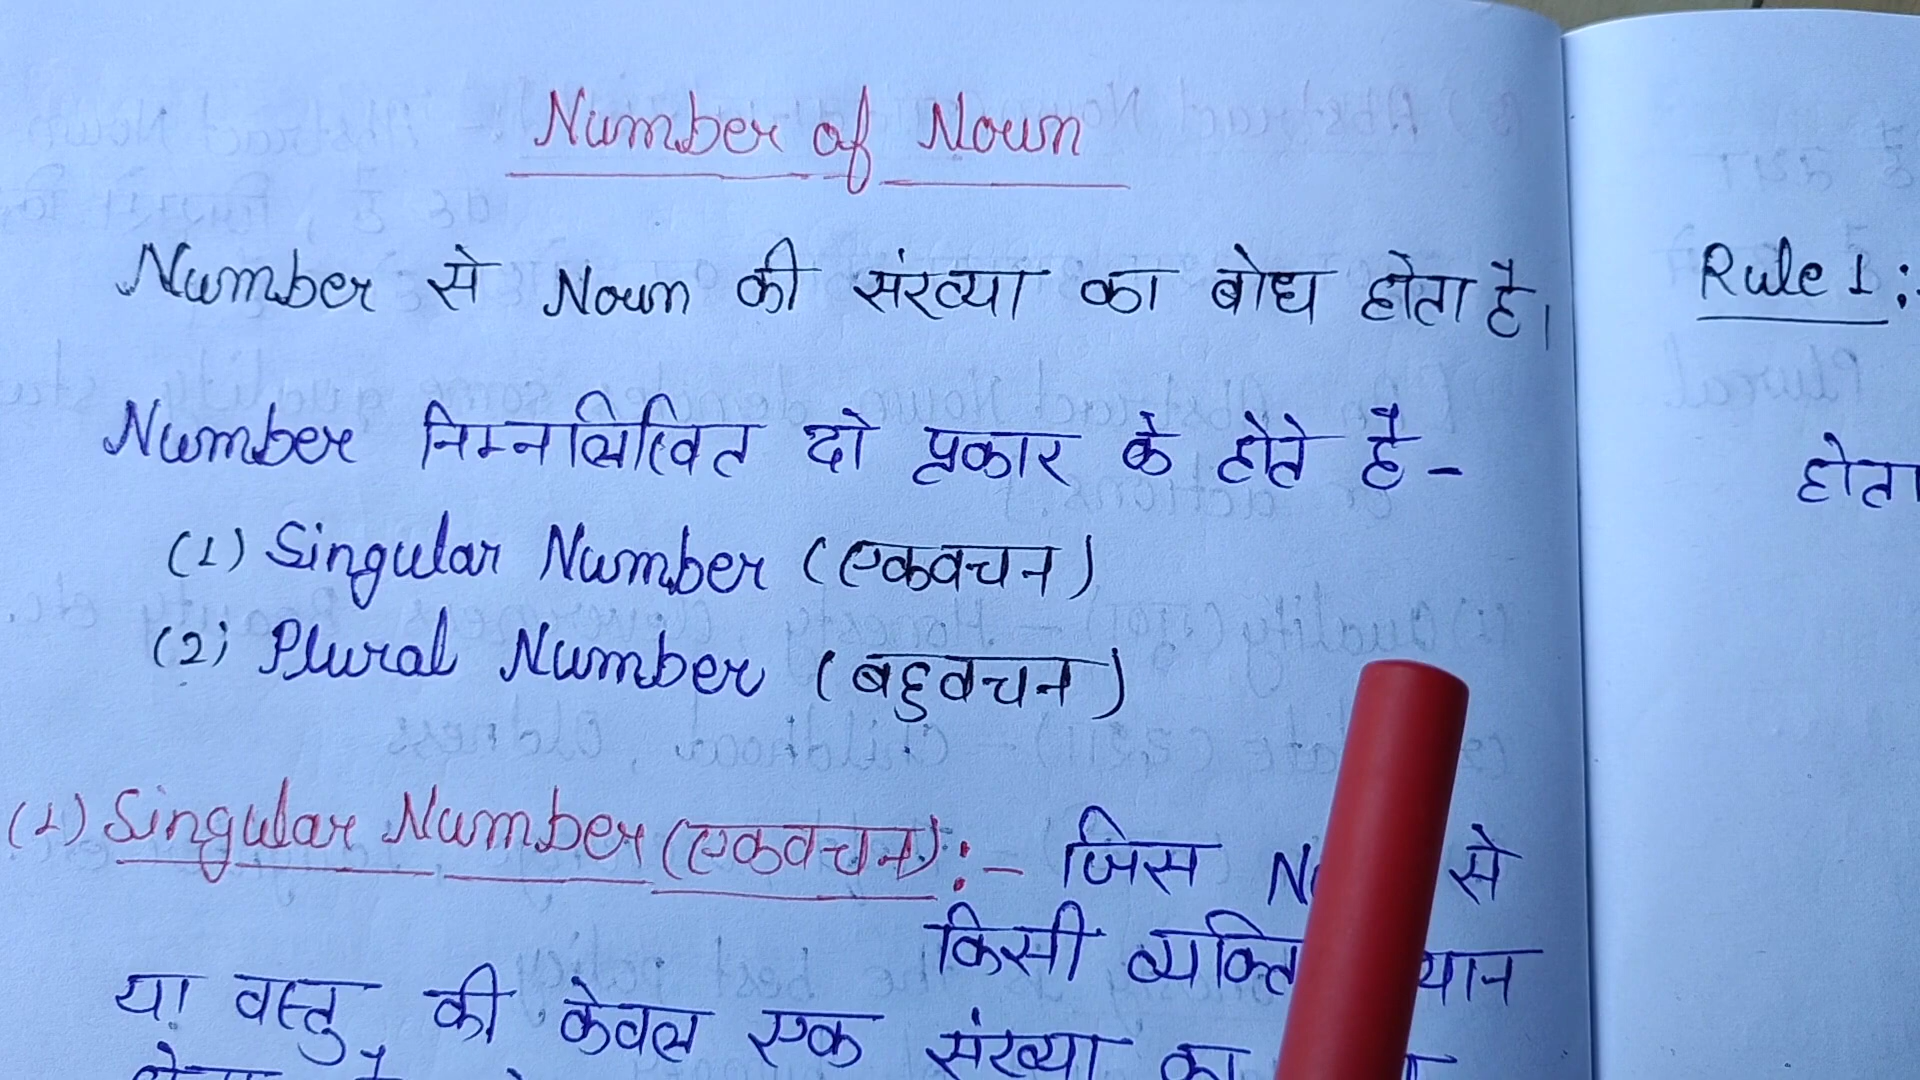 Number of Noun
Number से Noun की संख्या का बोध होता है।
Number निम्नलिखित दो प्रकार के होते है -
(1) Singular Number (एकवचन)
(2) Plural Number (बहुवचन)
(1) Singular Number (एकवचन) :- जिस से
किसी व्यक्ति
या वस्तु की केवल एक संख्या का
Rule 1 :-
होता